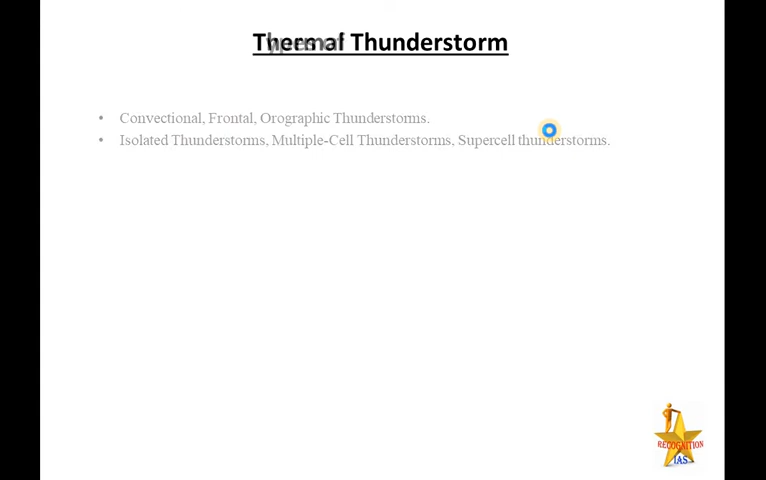 Thermal Thunderstorm
• Convectional, Frontal, Orographic Thunderstorms.
• Isolated Thunderstorms, Multiple-Cell Thunderstorms, Supercell thunderstorms.
RECOGNITION
IAS